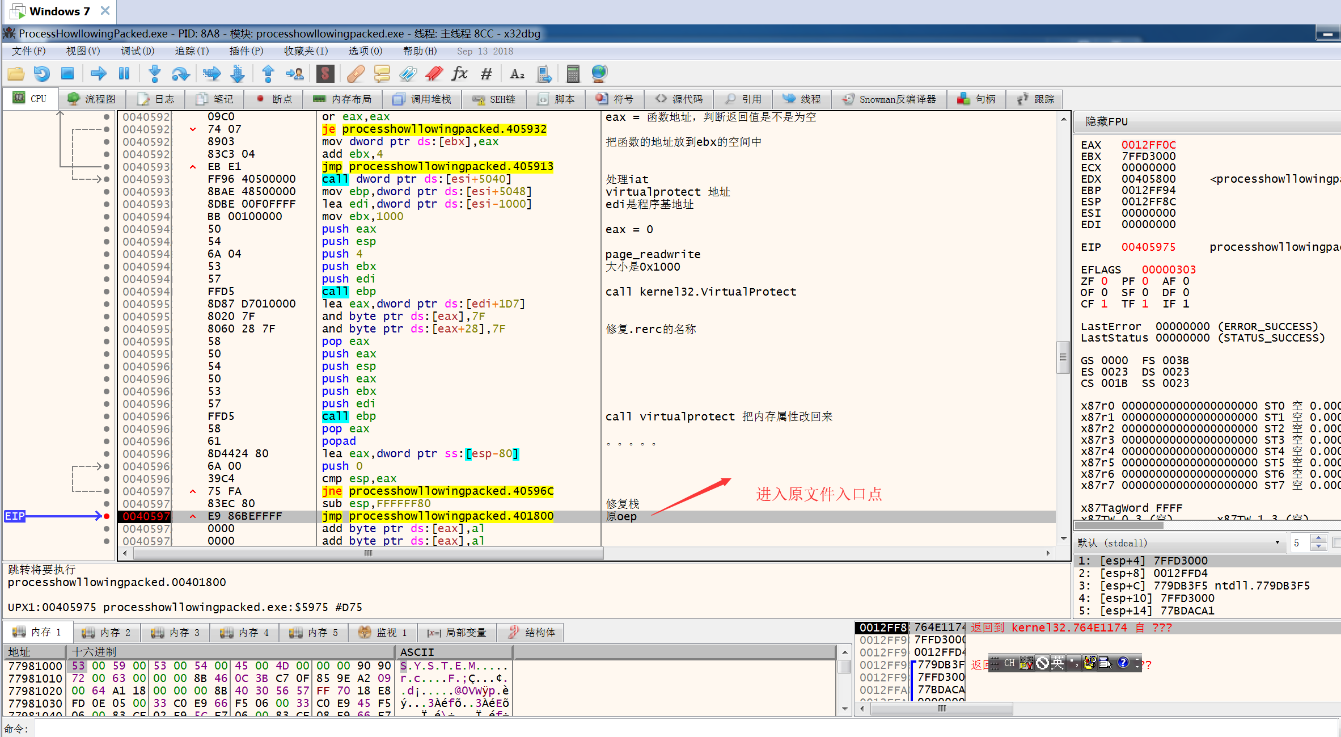 Windows 7
ProcessHowllowingPacked.exe - PID: 8A8 - 模块: processhowllowingpacked.exe - 线程: 主线程 8CC - x32dbg
文件(F) 视图(V) 调试(D) 追踪(T) 插件(P) 收藏夹(I) 选项(O) 帮助(H) Sep 13 2018
CPU 流程图 日志 笔记 断点 内存布局 调用堆栈 SEH链 脚本 符号 源代码 引用 线程 Snowman反编译器 句柄 跟踪
0040592 09C0 or eax,eax eax = 函数地址，判断返回值是不是为空
0040592 74 07 je processhowllowingpacked.405932
0040592 8903 mov dword ptr ds:[ebx],eax 把函数的地址放到ebx的空间中
0040592 83C3 04 add ebx,4
0040593 EB E1 jmp processhowllowingpacked.405913
0040593 FF96 40500000 call dword ptr ds:[esi+5040] 处理iat
0040593 8BAE 48500000 mov ebp,dword ptr ds:[esi+5048] virtualprotect 地址
0040594 8DBE 00F0FFFF lea edi,dword ptr ds:[esi-1000] edi是程序基地址
0040594 BB 00100000 mov ebx,1000
0040594 50 push eax eax = 0
0040594 54 push esp
0040594 6A 04 push 4 page_readwrite
0040594 53 push ebx 大小是0x1000
0040594 57 push edi
0040594 FFD5 call ebp call kernel32.VirtualProtect
0040595 8D87 D7010000 lea eax,dword ptr ds:[edi+1D7]
0040595 8020 7F and byte ptr ds:[eax],7F
0040595 8060 28 7F and byte ptr ds:[eax+28],7F 修复.rerc的名称
0040595 58 pop eax
0040595 50 push eax
0040596 54 push esp
0040596 50 push eax
0040596 53 push ebx
0040596 57 push edi
0040596 FFD5 call ebp call virtualprotect 把内存属性改回来
0040596 58 pop eax
0040596 61 popad 。。。。。
0040596 8D4424 80 lea eax,dword ptr ss:[esp-80]
0040596 6A 00 push 0
0040596 39C4 cmp esp,eax
0040597 75 FA jne processhowllowingpacked.40596C
0040597 83EC 80 sub esp,FFFFFF80 修复栈
EIP 0040597 E9 86BEFFFF jmp processhowllowingpacked.401800 原oep
0040597 0000 add byte ptr ds:[eax],al
0040597 0000 add byte ptr ds:[eax],al
进入原文件入口点
隐藏FPU
EAX 0012FF0C
EBX 7FFD3000
ECX 00000000
EDX 00405800 <processhowllowingpa
EBP 0012FF94
ESP 0012FF8C
ESI 00000000
EDI 00000000
EIP 00405975 processhowllowingpa
EFLAGS 00000303
ZF 0 PF 0 AF 0
OF 0 SF 0 DF 0
CF 1 TF 1 IF 1
LastError 00000000 (ERROR_SUCCESS)
LastStatus 00000000 (STATUS_SUCCESS)
GS 0000 FS 003B
ES 0023 DS 0023
CS 001B SS 0023
x87r0 00000000000000000000 ST0 空 0.000
x87r1 00000000000000000000 ST1 空 0.000
x87r2 00000000000000000000 ST2 空 0.000
x87r3 00000000000000000000 ST3 空 0.000
x87r4 00000000000000000000 ST4 空 0.000
x87r5 00000000000000000000 ST5 空 0.000
x87r6 00000000000000000000 ST6 空 0.000
x87r7 00000000000000000000 ST7 空 0.000
x87TagWord FFFF
默认 (stdcall) 5
1: [esp+4] 7FFD3000
2: [esp+8] 0012FFD4
3: [esp+C] 779DB3F5 ntdll.779DB3F5
4: [esp+10] 7FFD3000
5: [esp+14] 77BDACA1
跳转将要执行
processhowllowingpacked.00401800
UPX1:00405975 processhowllowingpacked.exe:$5975 #D75
内存 1 内存 2 内存 3 内存 4 内存 5 监视 1 局部变量 结构体
地址 十六进制 ASCII
77981000 53 00 59 00 53 00 54 00 45 00 4D 00 00 00 90 90 S.Y.S.T.E.M.....
77981010 72 00 63 00 00 00 8B 46 0C 3B C7 0F 85 9E A2 09 r.c....F.;Ç...¢.
77981020 00 64 A1 18 00 00 00 8B 40 30 56 57 FF 70 18 E8 .d¡.....@0VWÿp.è
77981030 FD 0E 05 00 33 C0 E9 66 F5 06 00 33 C0 E9 45 F5 ý...3Àéfõ..3ÀéEõ
0012FF8 764E1174 返回到 kernel32.764E1174 自 ???
0012FF9 7FFD3000
0012FF9 0012FFD4
0012FF9 779DB3F 返回
0012FF9 7FFD300
0012FFA 77BDACA
CH 英
命令: